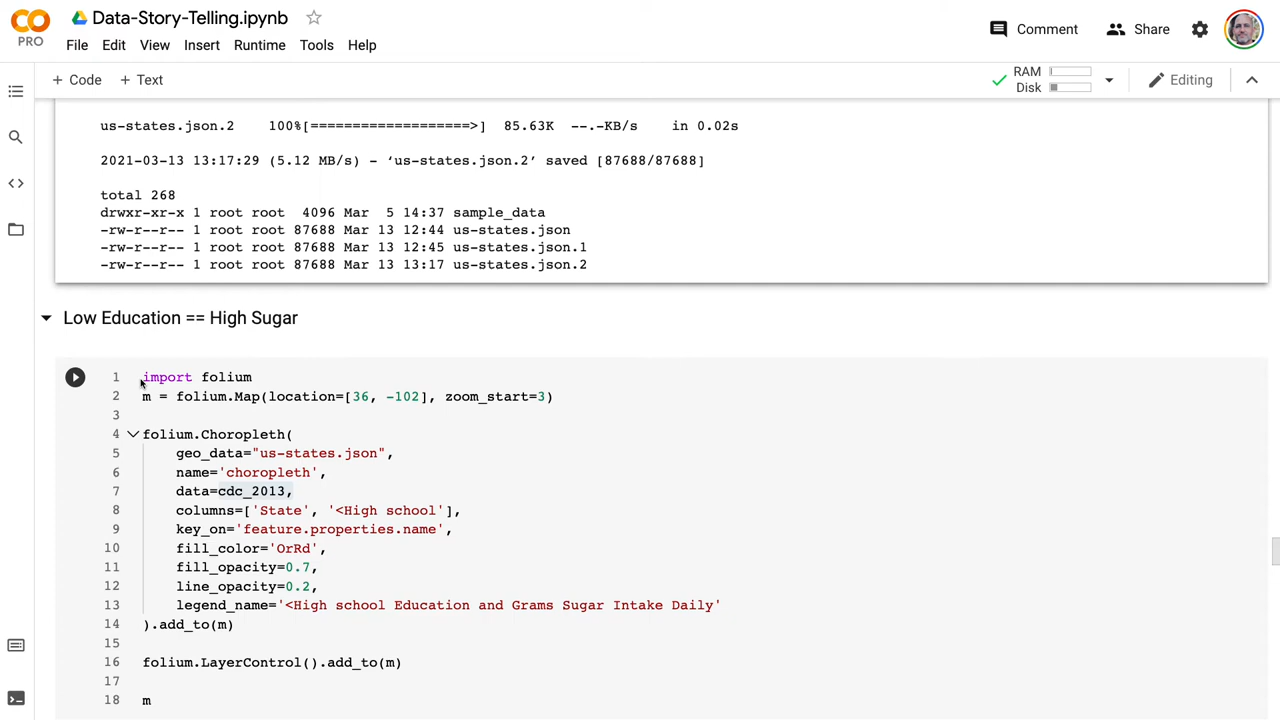 Data-Story-Telling.ipynb
PRO
File Edit View Insert Runtime Tools Help
Comment Share
+ Code + Text
RAM
Disk
Editing
us-states.json.2 100%[===================>] 85.63K --.-KB/s in 0.02s
2021-03-13 13:17:29 (5.12 MB/s) - ‘us-states.json.2’ saved [87688/87688]
total 268
drwxr-xr-x 1 root root 4096 Mar 5 14:37 sample_data
-rw-r--r-- 1 root root 87688 Mar 13 12:44 us-states.json
-rw-r--r-- 1 root root 87688 Mar 13 12:45 us-states.json.1
-rw-r--r-- 1 root root 87688 Mar 13 13:17 us-states.json.2
Low Education == High Sugar
1 import folium
2 m = folium.Map(location=[36, -102], zoom_start=3)
3
4 folium.Choropleth(
5 geo_data="us-states.json",
6 name='choropleth',
7 data=cdc_2013,
8 columns=['State', '<High school'],
9 key_on='feature.properties.name',
10 fill_color='OrRd',
11 fill_opacity=0.7,
12 line_opacity=0.2,
13 legend_name='<High school Education and Grams Sugar Intake Daily'
14 ).add_to(m)
15
16 folium.LayerControl().add_to(m)
17
18 m